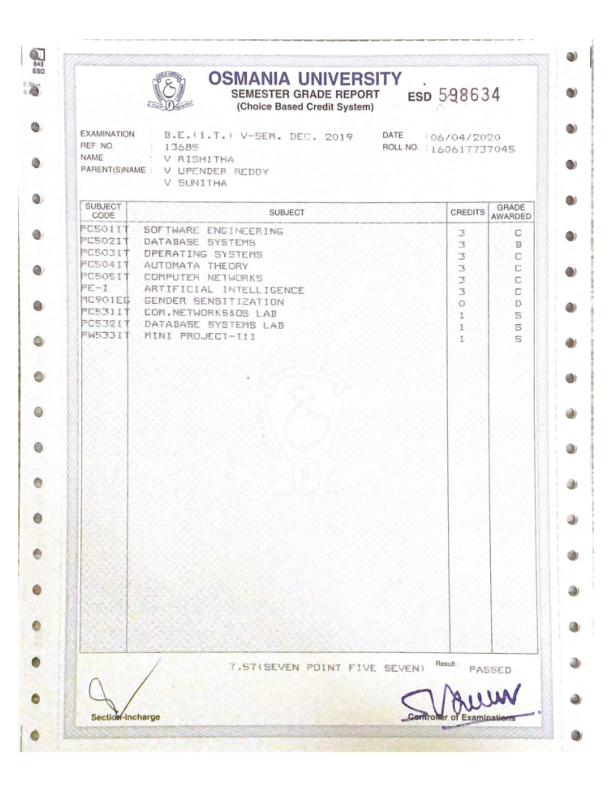 843
ESD
OSMANIA UNIVERSITY
SEMESTER GRADE REPORT
(Choice Based Credit System)
ESD 598634
EXAMINATION : B.E.(I.T.) V-SEM. DEC. 2019 DATE : 06/04/2020
REF. NO. : 13685 ROLL NO. : 160617737045
NAME : V RISHITHA
PARENT(S)NAME : V UPENDER REDDY
V SUNITHA
SUBJECT CODE SUBJECT CREDITS GRADE AWARDED
PC501IT SOFTWARE ENGINEERING 3 C
PC502IT DATABASE SYSTEMS 3 B
PC503IT OPERATING SYSTEMS 3 C
PC504IT AUTOMATA THEORY 3 C
PC505IT COMPUTER NETWORKS 3 C
PE-I ARTIFICIAL INTELLIGENCE 3 C
MC901EG GENDER SENSITIZATION 0 D
PC531IT COM.NETWORKS&OS LAB 1 S
PC532IT DATABASE SYSTEMS LAB 1 S
PW533IT MINI PROJECT-III 1 S
7.57(SEVEN POINT FIVE SEVEN) Result : PASSED
Section-Incharge Controller of Examinations